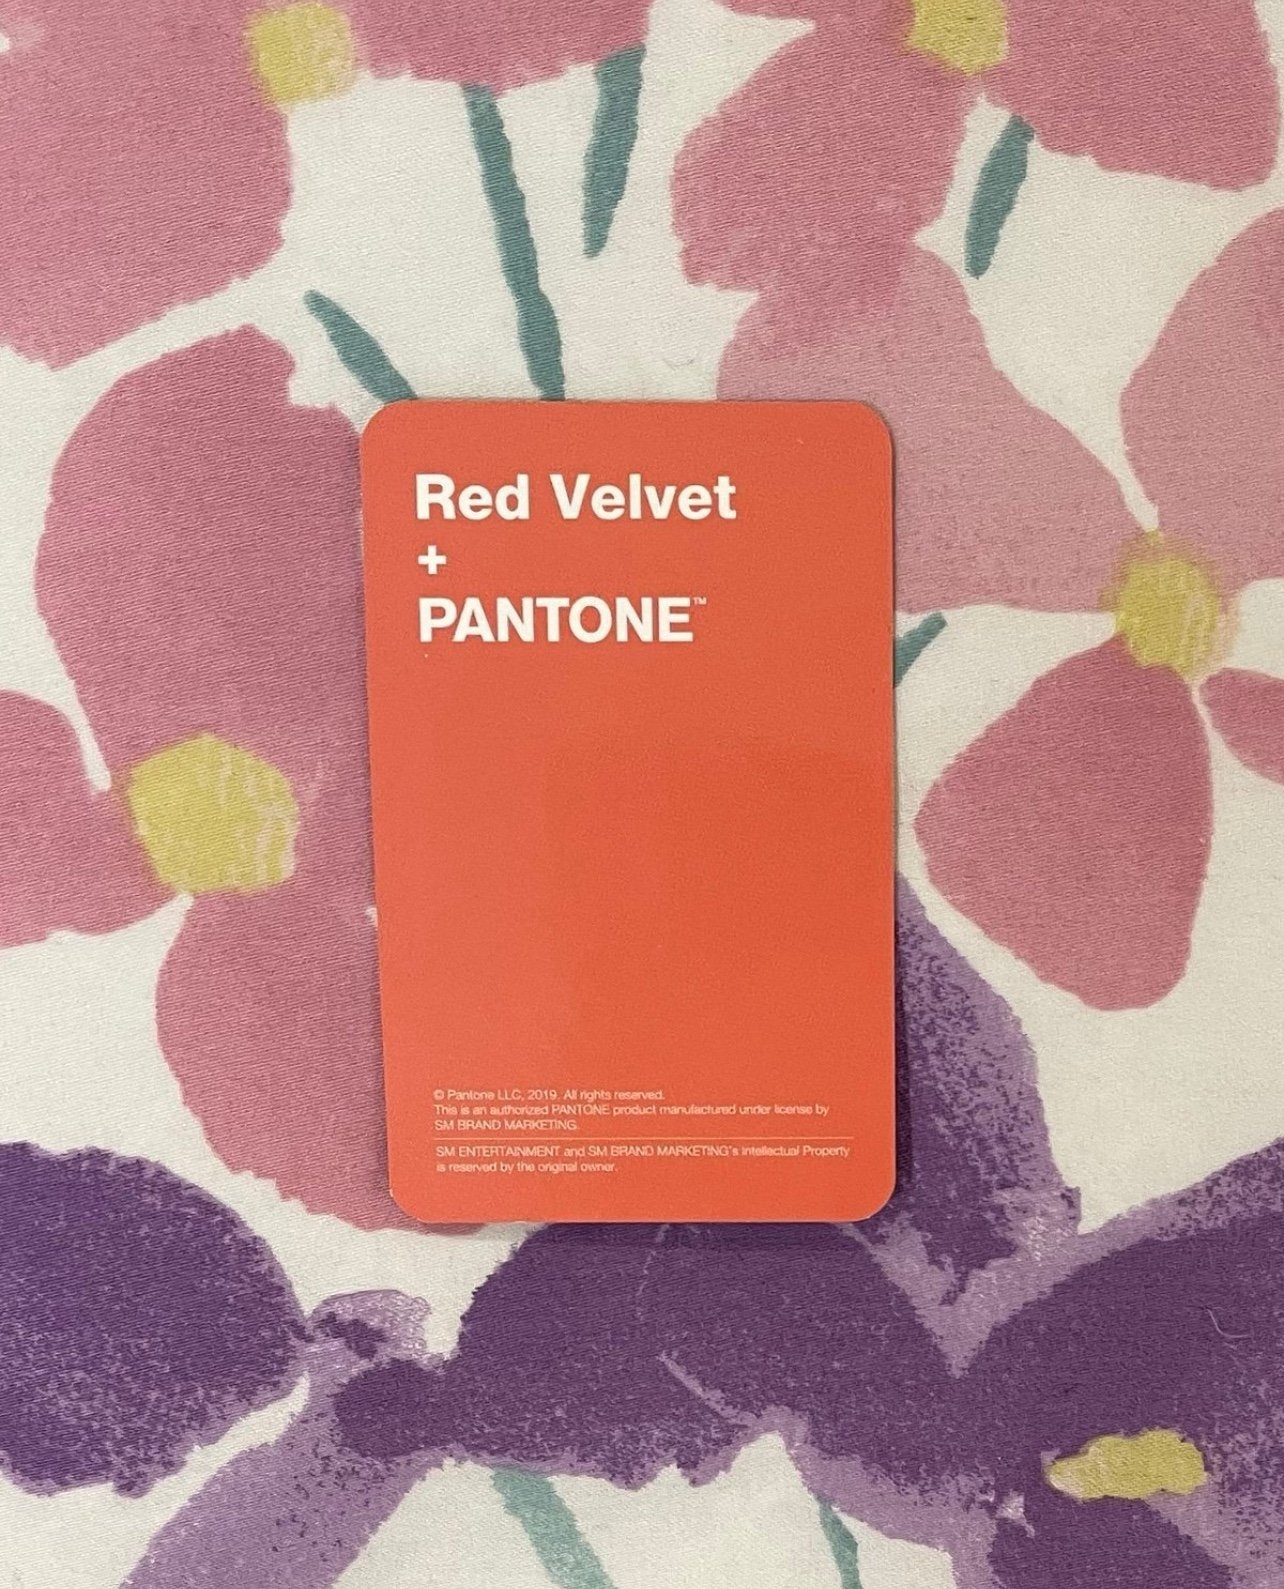 Red Velvet
+
PANTONE™
© Pantone LLC, 2019. All rights reserved.
This is an authorized PANTONE product manufactured under license by
SM BRAND MARKETING.
SM ENTERTAINMENT and SM BRAND MARKETING's Intellectual Property
is reserved by the original owner.